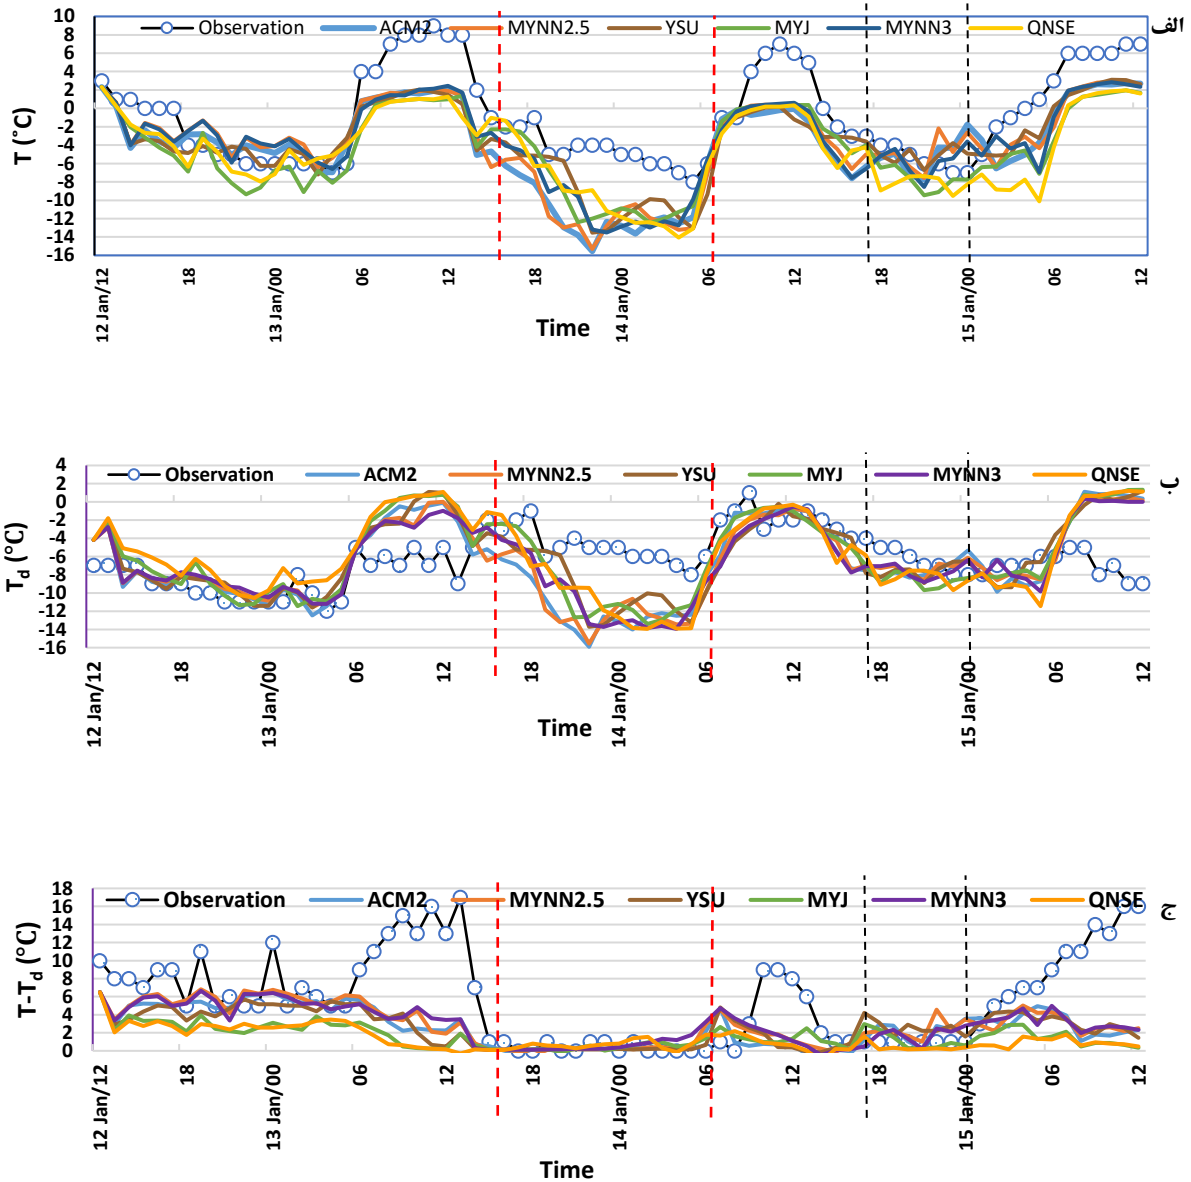 الف
Observation ACM2 MYNN2.5 YSU MYJ MYNN3 QNSE
T (°C)
10
8
6
4
2
0
-2
-4
-6
-8
-10
-12
-14
-16
12 Jan/12 18 13 Jan/00 06 12 18 14 Jan/00 06 12 18 15 Jan/00 06 12
Time
ب
Observation ACM2 MYNN2.5 YSU MYJ MYNN3 QNSE
Td (°C)
4
2
0
-2
-4
-6
-8
-10
-12
-14
-16
12 Jan/12 18 13 Jan/00 06 12 18 14 Jan/00 06 12 18 15 Jan/00 06 12
Time
ج
Observation ACM2 MYNN2.5 YSU MYJ MYNN3 QNSE
T-Td (°C)
18
16
14
12
10
8
6
4
2
0
12 Jan/12 18 13 Jan/00 06 12 18 14 Jan/00 06 12 18 15 Jan/00 06 12
Time